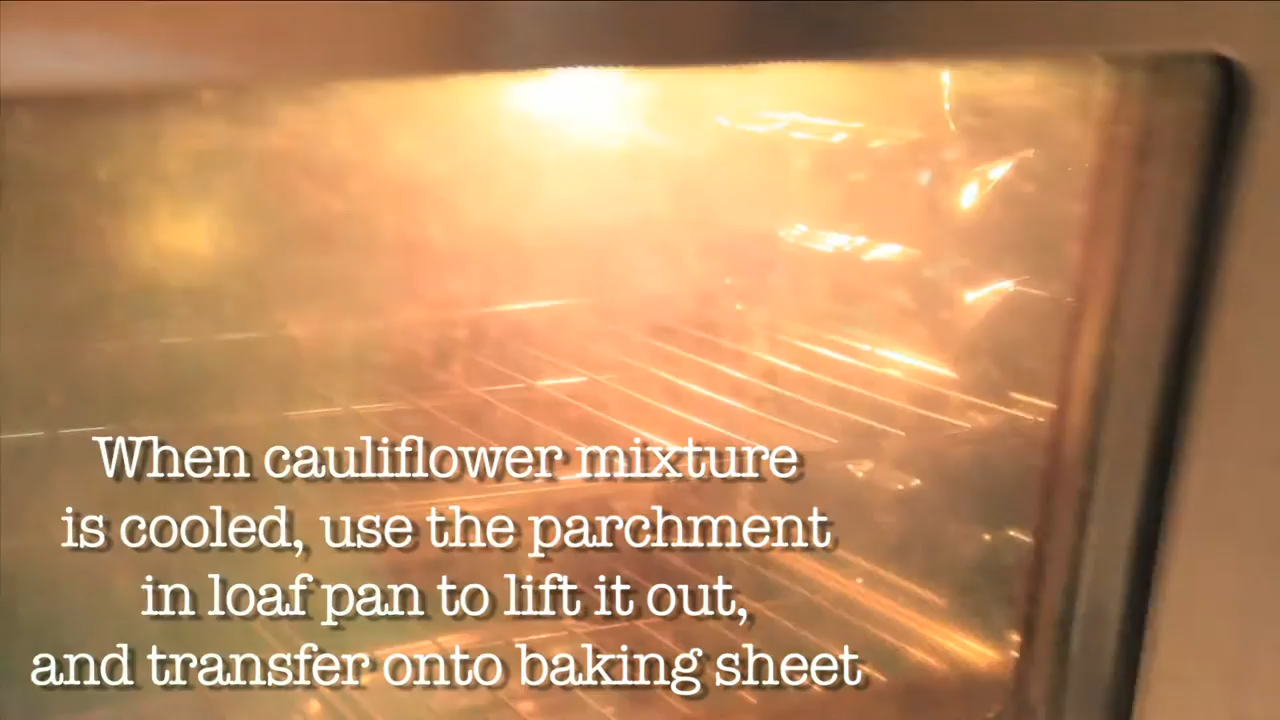 When cauliflower mixture
is cooled, use the parchment
in loaf pan to lift it out,
and transfer onto baking sheet